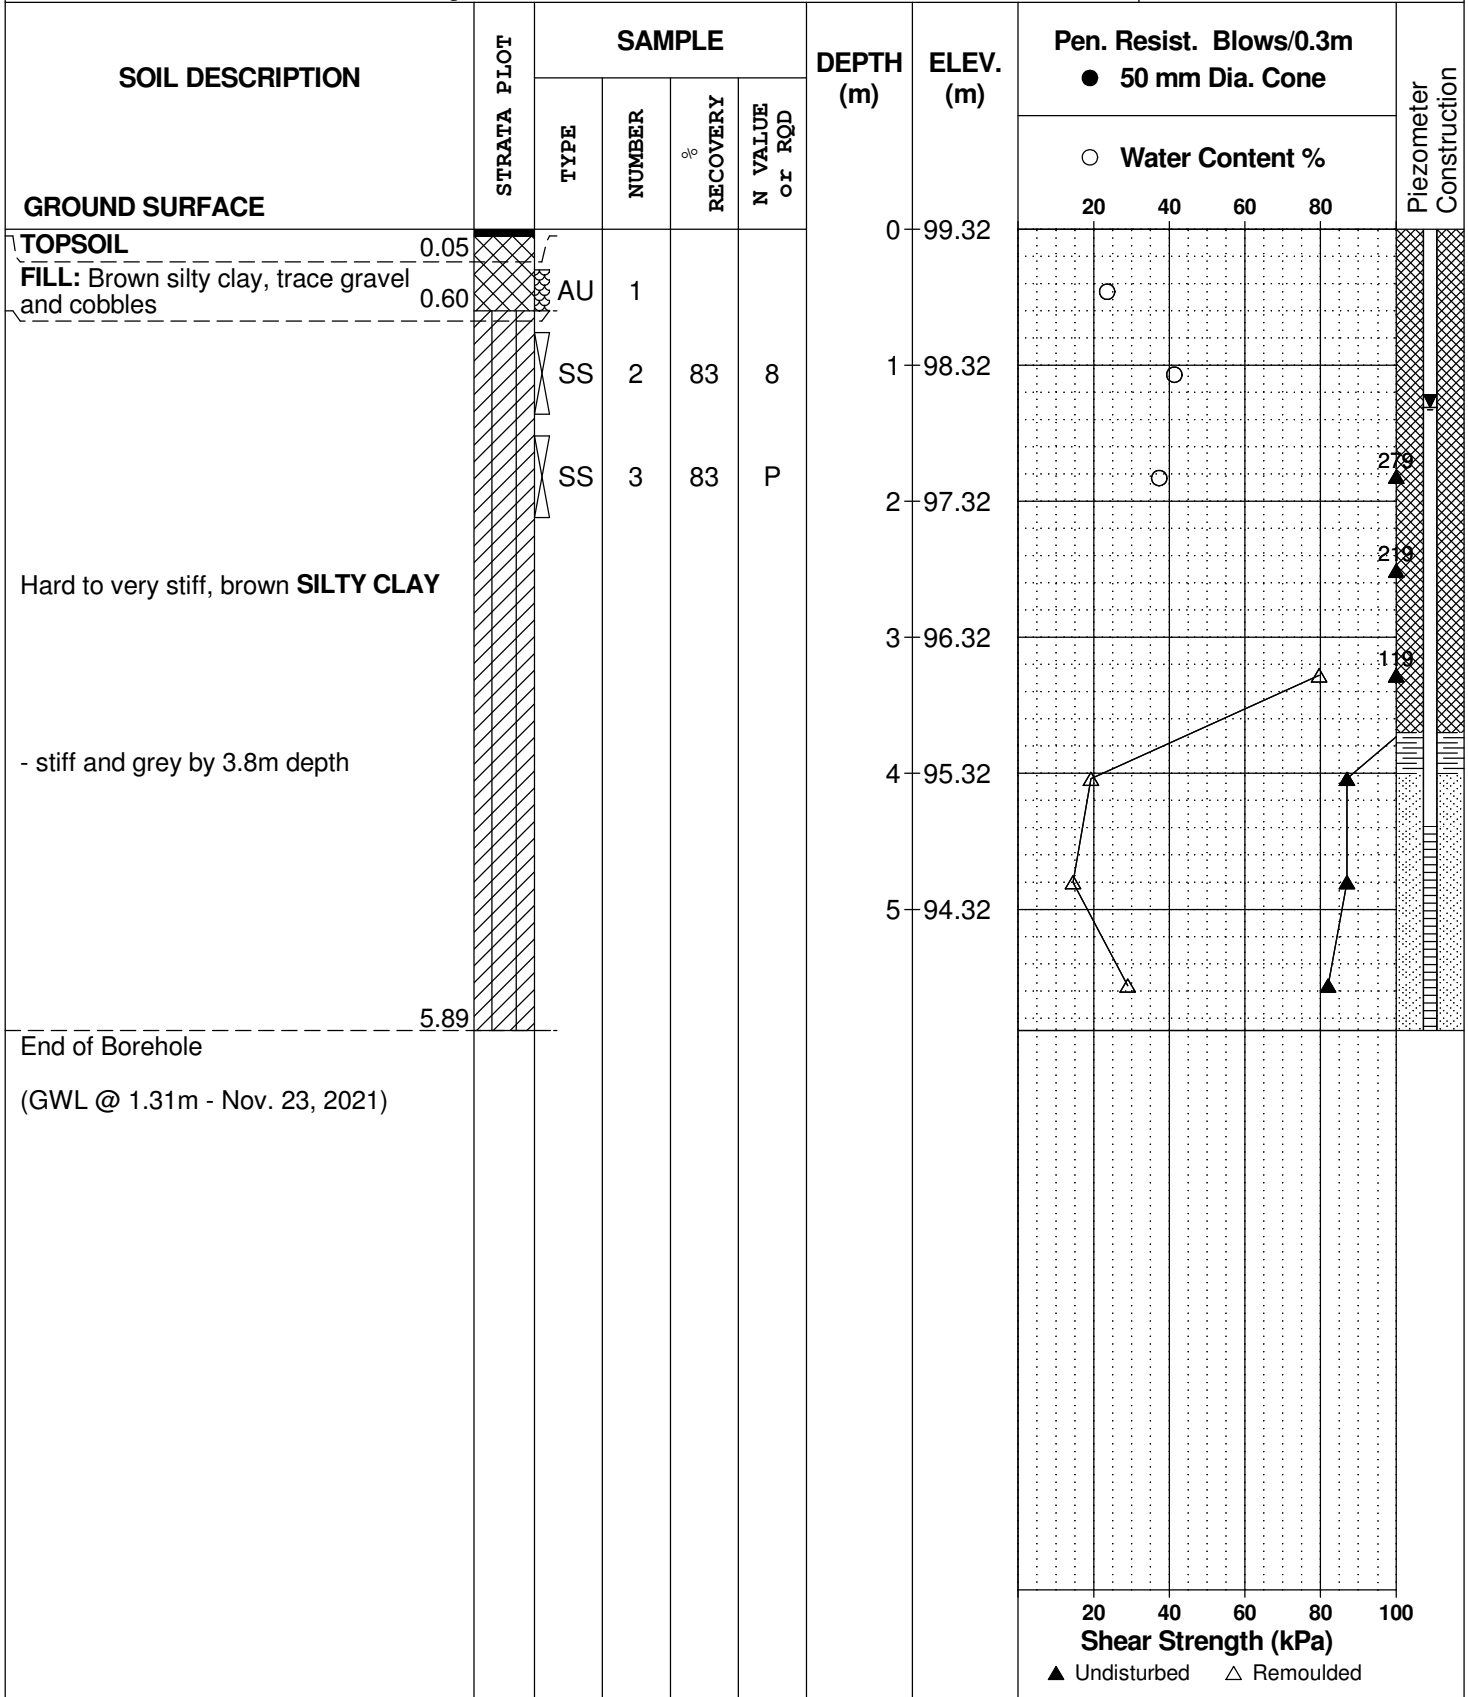 SOIL DESCRIPTION
GROUND SURFACE
STRATA PLOT
SAMPLE
TYPE
NUMBER
% RECOVERY
N VALUE or RQD
DEPTH (m)
ELEV. (m)
Pen. Resist. Blows/0.3m
● 50 mm Dia. Cone
○ Water Content %
20 40 60 80
Piezometer Construction
0 99.32
TOPSOIL 0.05
FILL: Brown silty clay, trace gravel
and cobbles 0.60
AU 1
SS 2 83 8
1 98.32
SS 3 83 P
279
2 97.32
219
Hard to very stiff, brown SILTY CLAY
3 96.32
119
- stiff and grey by 3.8m depth
4 95.32
5 94.32
5.89
End of Borehole
(GWL @ 1.31m - Nov. 23, 2021)
20 40 60 80 100
Shear Strength (kPa)
▲ Undisturbed △ Remoulded